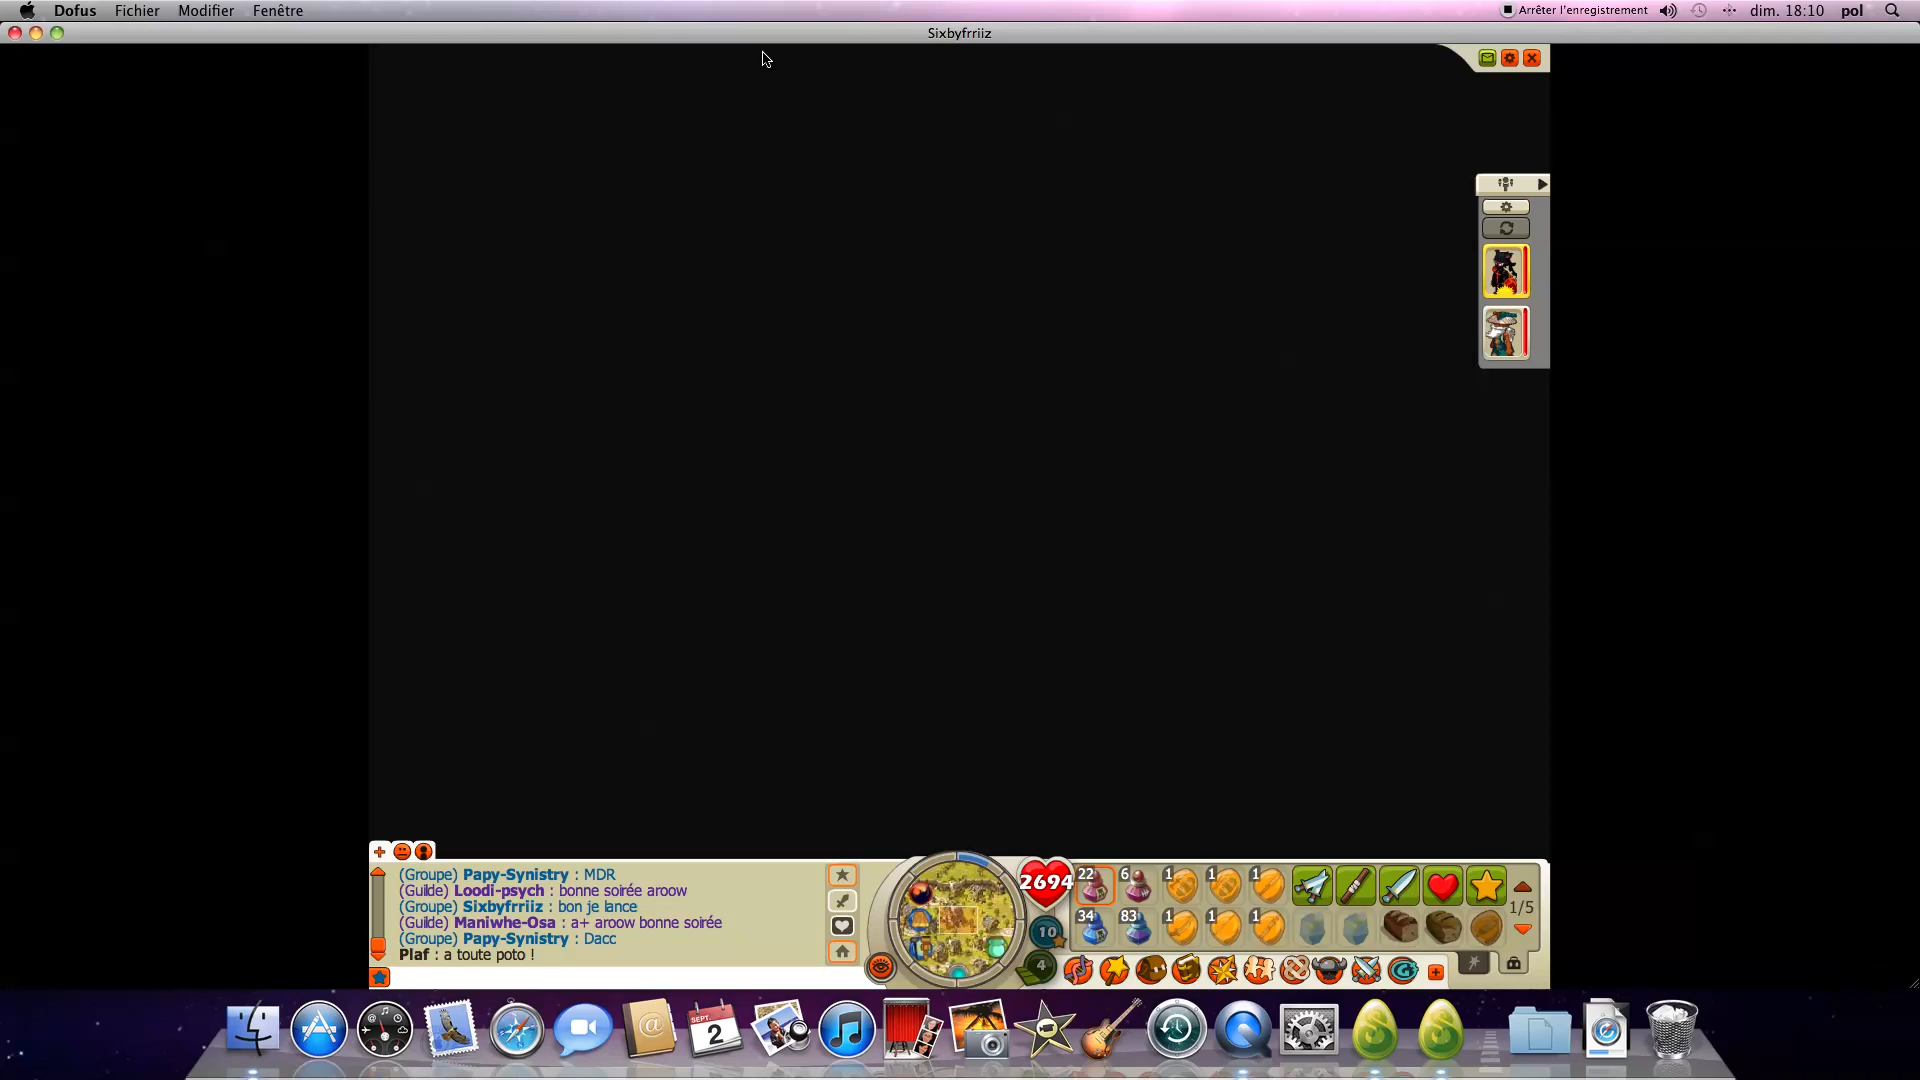 Dofus Fichier Modifier Fenêtre Arrêter l'enregistrement dim. 18:10 pol
Sixbyfrriiz
(Groupe) Papy-Synistry : MDR
(Guilde) Loodi-psych : bonne soirée aroow
(Groupe) Sixbyfrriiz : bon je lance
(Guilde) Maniwhe-Osa : a+ aroow bonne soirée
(Groupe) Papy-Synistry : Dacc
Plaf : a toute poto !
2694
10
4
22 6 1 1 1
34 83 1 1 1
1/5
SEPT.
2